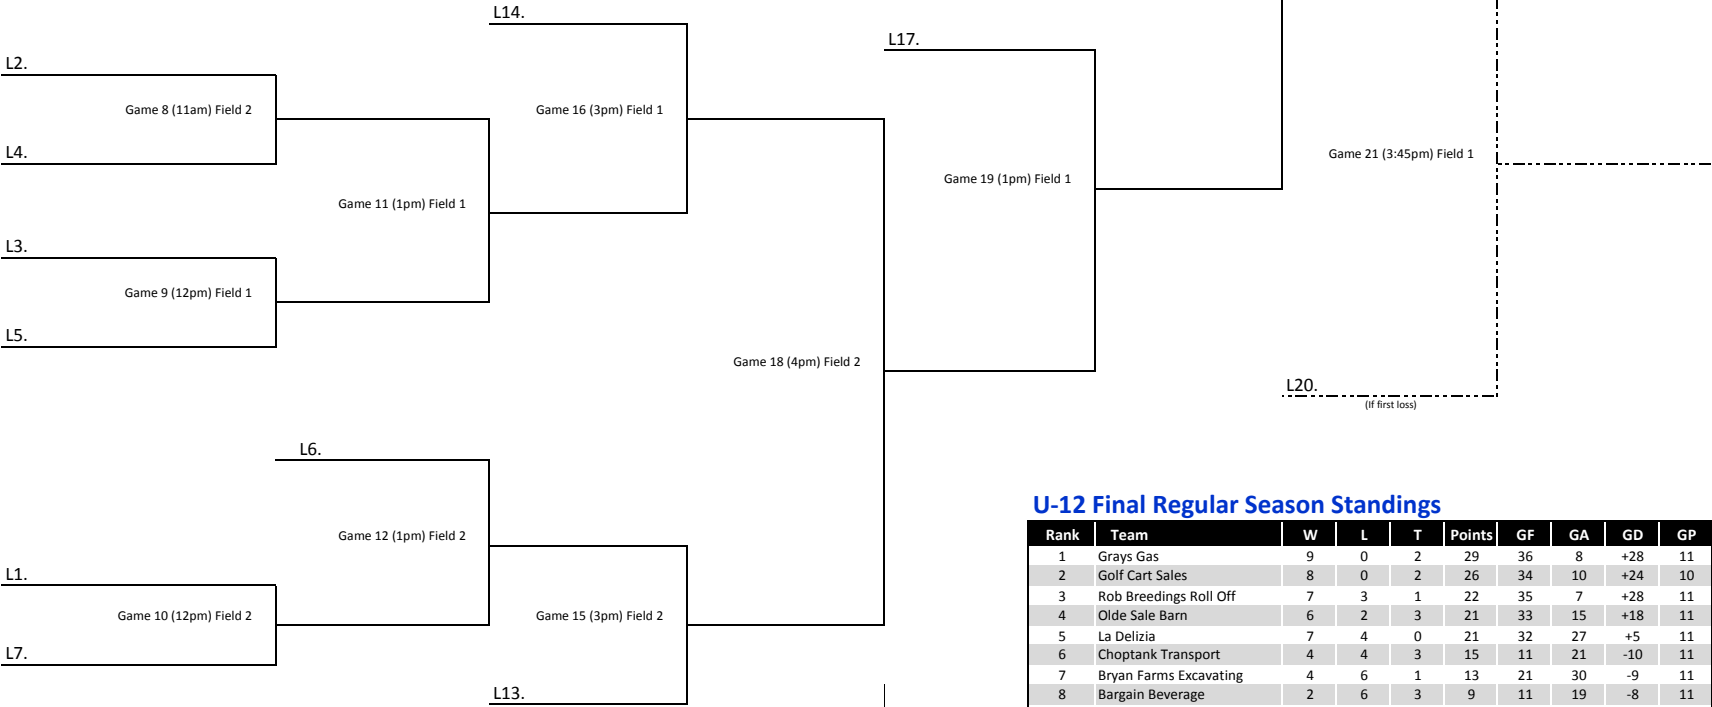 L14.
L17.
L2.
Game 8 (11am) Field 2
Game 16 (3pm) Field 1
L4.
Game 21 (3:45pm) Field 1
Game 19 (1pm) Field 1
Game 11 (1pm) Field 1
L3.
Game 9 (12pm) Field 1
L5.
Game 18 (4pm) Field 2
L20.
(If first loss)
L6.
Game 12 (1pm) Field 2
L1.
Game 10 (12pm) Field 2
Game 15 (3pm) Field 2
L7.
L13.
U-12 Final Regular Season Standings
Rank Team W L T Points GF GA GD GP
1 Grays Gas 9 0 2 29 36 8 +28 11
2 Golf Cart Sales 8 0 2 26 34 10 +24 10
3 Rob Breedings Roll Off 7 3 1 22 35 7 +28 11
4 Olde Sale Barn 6 2 3 21 33 15 +18 11
5 La Delizia 7 4 0 21 32 27 +5 11
6 Choptank Transport 4 4 3 15 11 21 -10 11
7 Bryan Farms Excavating 4 6 1 13 21 30 -9 11
8 Bargain Beverage 2 6 3 9 11 19 -8 11